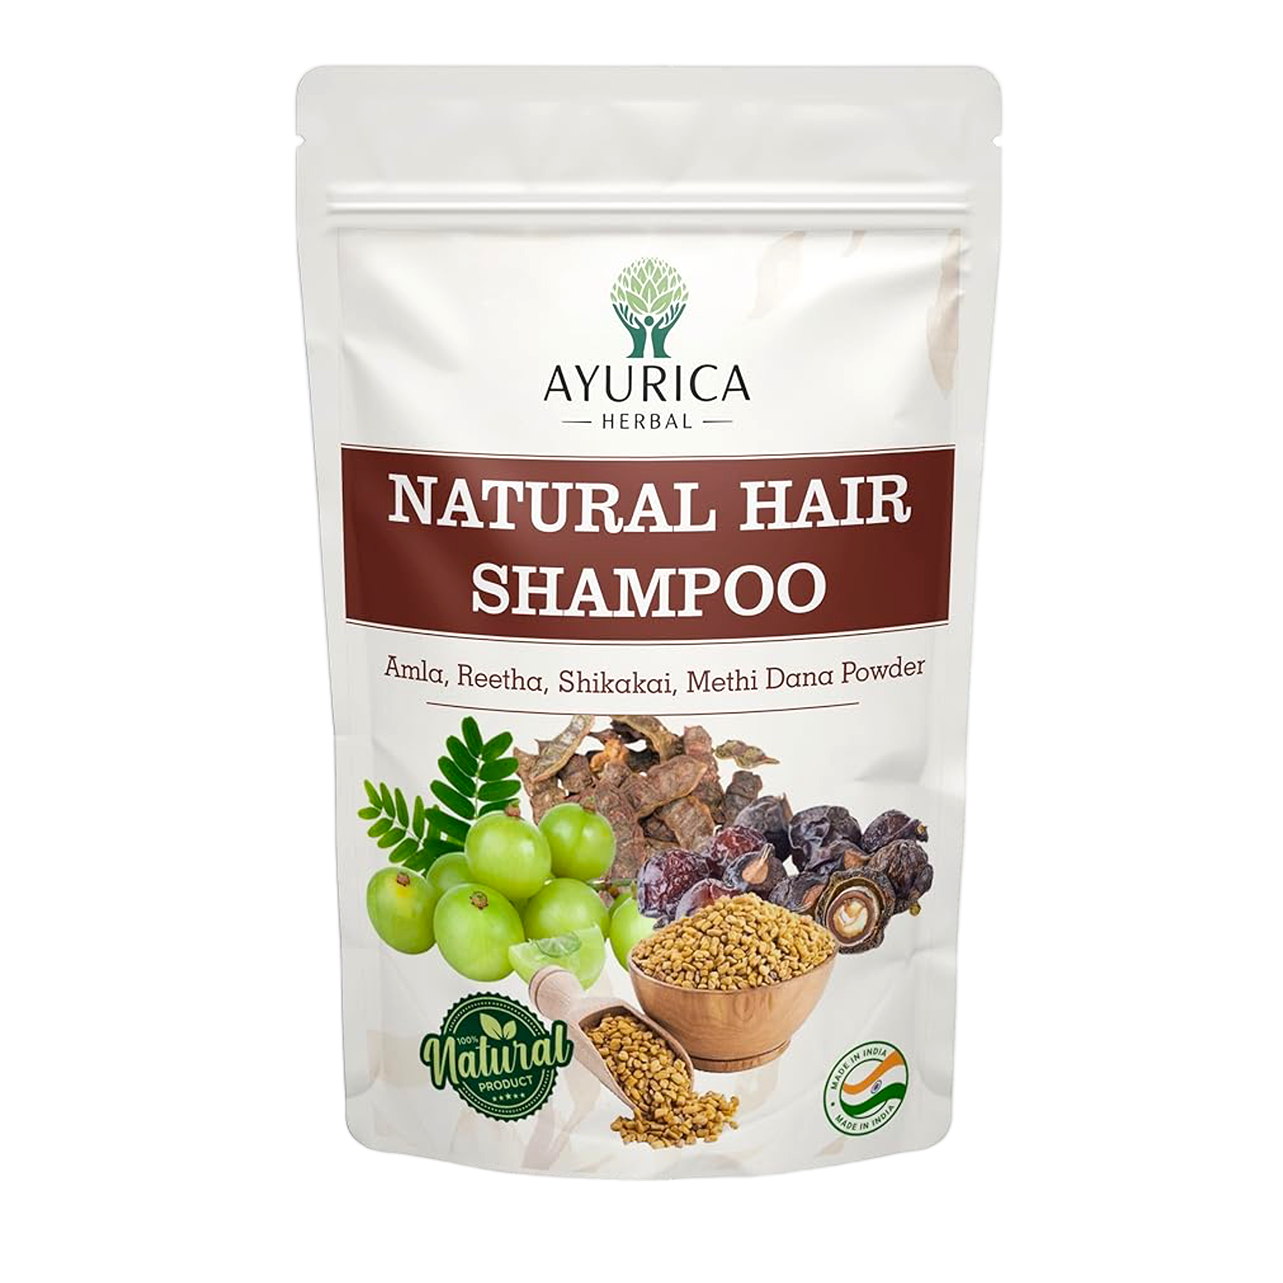 AYURICA
HERBAL
NATURAL HAIR
SHAMPOO
Amla, Reetha, Shikakai, Methi Dana Powder
100%
Natural
PRODUCT
MADE IN INDIA
MADE IN INDIA